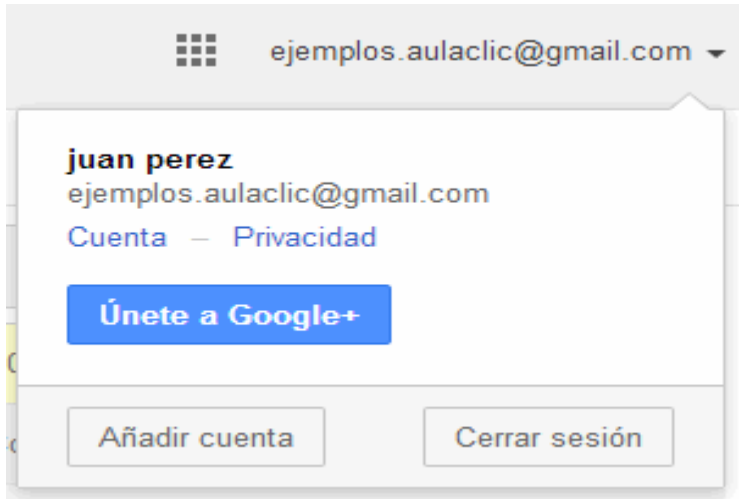 ejemplos.aulaclic@gmail.com
juan perez
ejemplos.aulaclic@gmail.com
Cuenta – Privacidad
Únete a Google+
Añadir cuenta Cerrar sesión